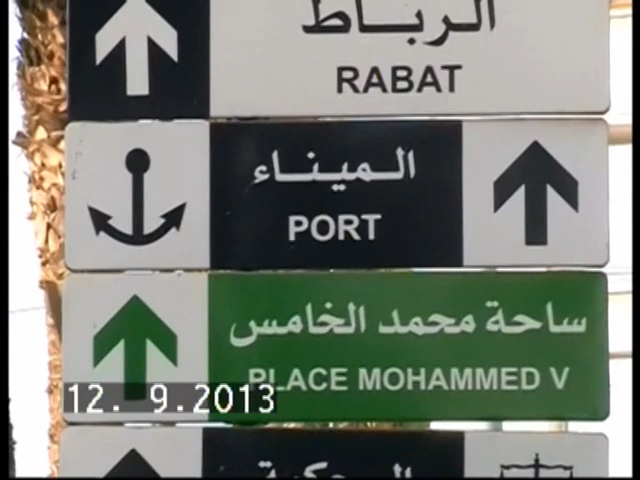 الرباط
RABAT
الميناء
PORT
ساحة محمد الخامس
PLACE MOHAMMED V
12. 9.2013